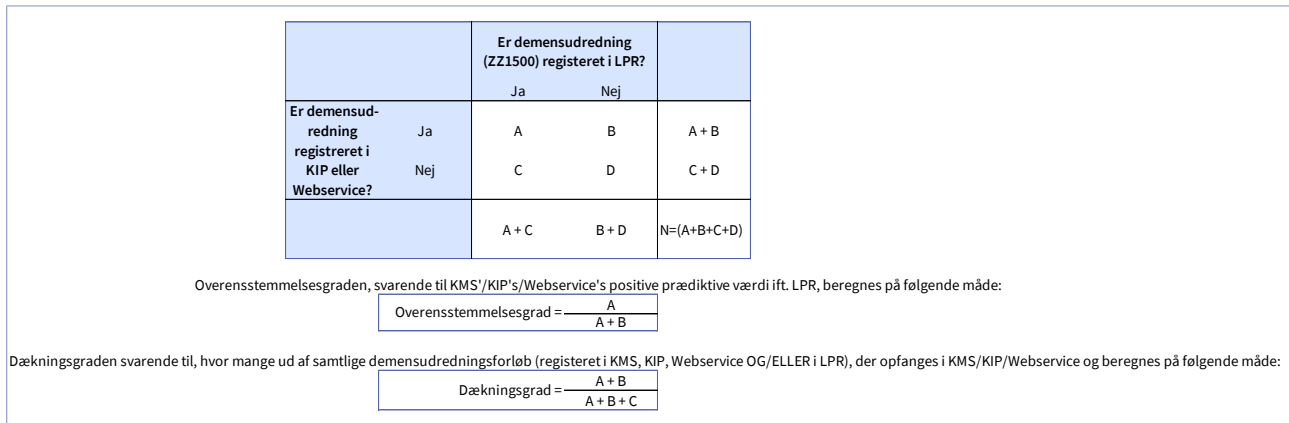 Er demensudredning
(ZZ1500) registeret i LPR?
Ja Nej
Er demensud-
redning
registreret i
KIP eller
Webservice?
Ja A B A + B
Nej C D C + D
A + C B + D N=(A+B+C+D)
Overensstemmelsesgraden, svarende til KMS'/KIP's/Webservice's positive prædiktive værdi ift. LPR, beregnes på følgende måde:
Overensstemmelsesgrad = A
A + B
Dækningsgraden svarende til, hvor mange ud af samtlige demensudredningsforløb (registeret i KMS, KIP, Webservice OG/ELLER i LPR), der opfanges i KMS/KIP/Webservice og beregnes på følgende måde:
Dækningsgrad = A + B
A + B + C